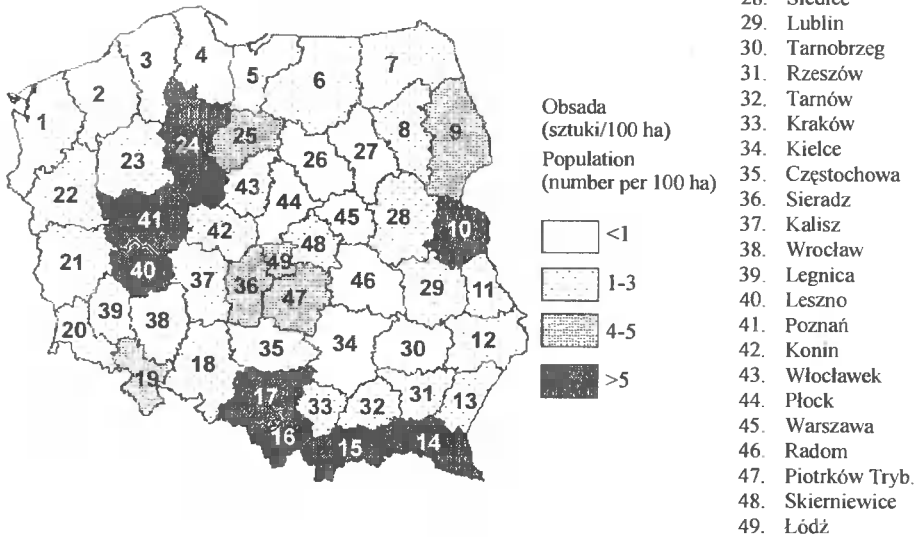 1
2
3
4
5
6
7
8
9
10
11
12
13
14
15
16
17
18
19
20
21
22
23
24
25
26
27
28
29
30
31
32
33
34
35
36
37
38
39
40
41
42
43
44
45
46
47
48
49
Obsada
(sztuki/100 ha)
Population
(number per 100 ha)
<1
1-3
4-5
>5
28. Siedlce
29. Lublin
30. Tarnobrzeg
31. Rzeszów
32. Tarnów
33. Kraków
34. Kielce
35. Częstochowa
36. Sieradz
37. Kalisz
38. Wrocław
39. Legnica
40. Leszno
41. Poznań
42. Konin
43. Włocławek
44. Płock
45. Warszawa
46. Radom
47. Piotrków Tryb.
48. Skierniewice
49. Łódź